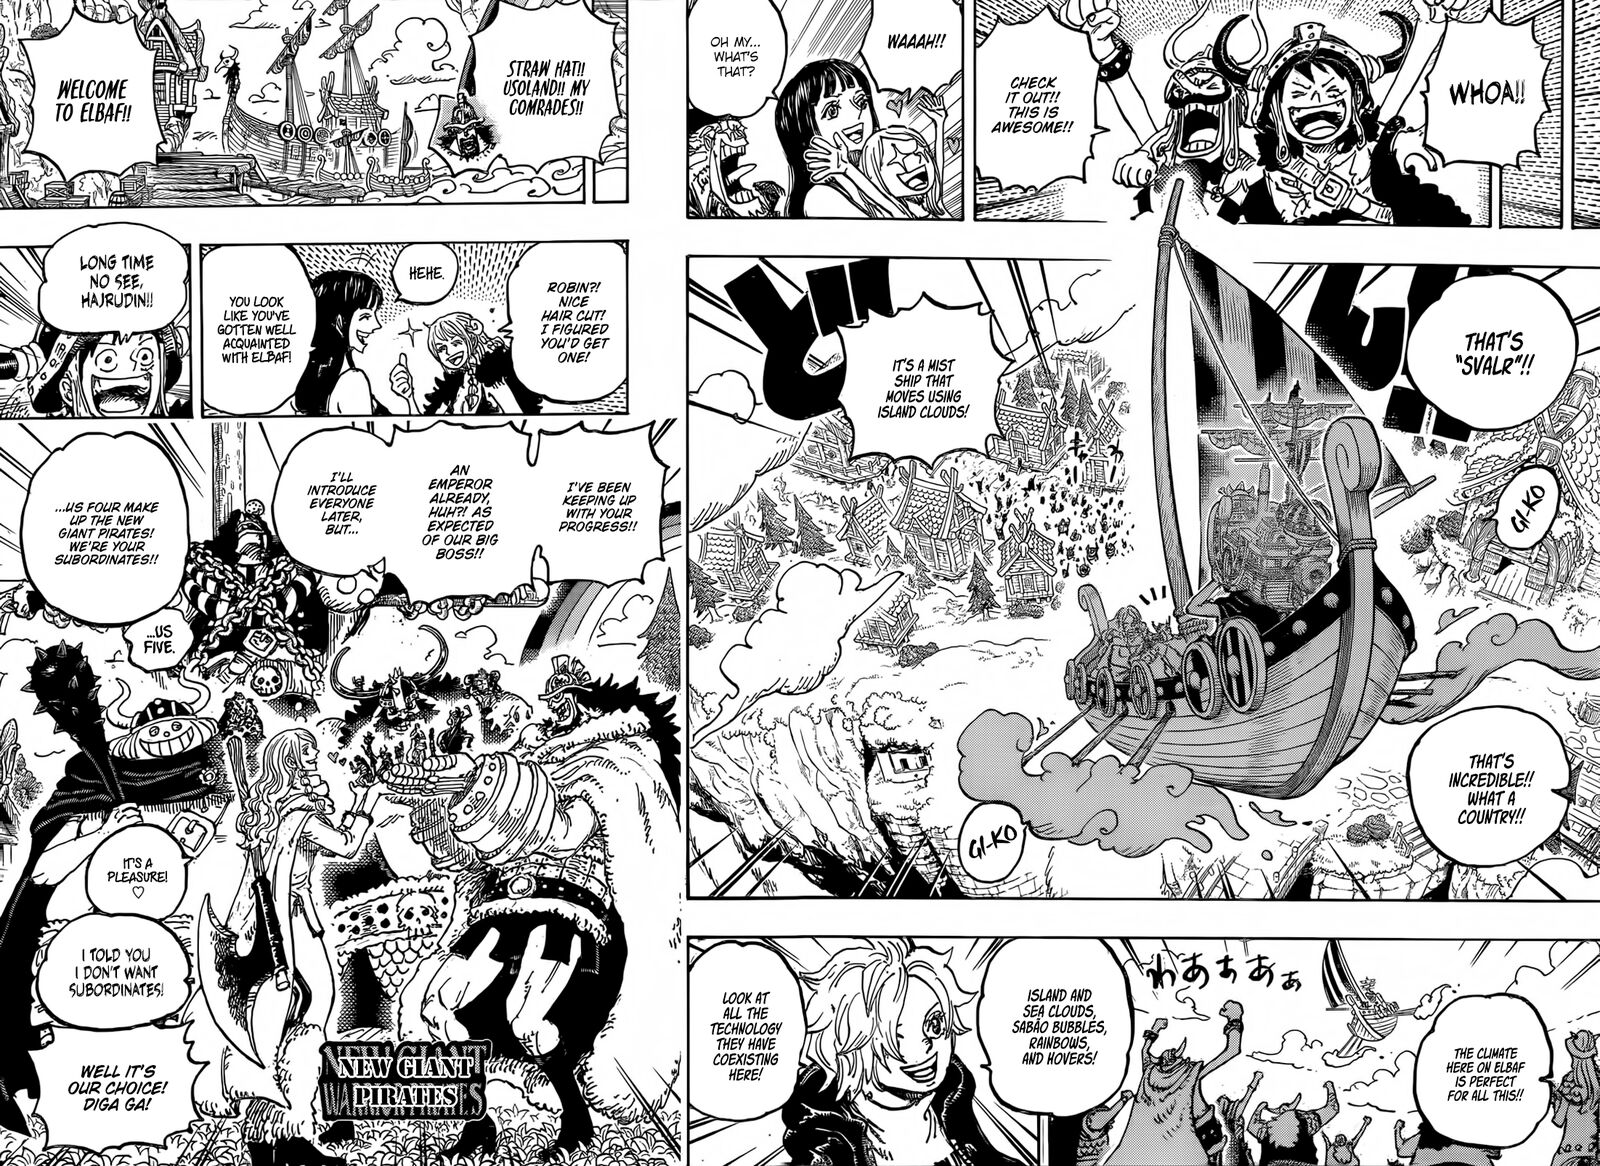 WHOA!!
CHECK
IT OUT!!
THIS IS
AWESOME!!
WAAAH!!
OH MY...
WHAT'S
THAT?
THAT'S
"SVALR"!!
IT'S A MIST
SHIP THAT
MOVES USING
ISLAND CLOUDS!
GI-KO
GI-KO
THAT'S
INCREDIBLE!!
WHAT A
COUNTRY!!
わあああぁ
THE CLIMATE
HERE ON ELBAF
IS PERFECT
FOR ALL THIS!!
ISLAND AND
SEA CLOUDS,
SABÃO BUBBLES,
RAINBOWS,
AND HOVERS!
LOOK AT
ALL THE
TECHNOLOGY
THEY HAVE
COEXISTING
HERE!
STRAW HAT!!
USOLAND!! MY
COMRADES!!
WELCOME
TO ELBAF!!
ROBIN?!
NICE
HAIR CUT!
I FIGURED
YOU'D GET
ONE!
HEHE.
YOU LOOK
LIKE YOU'VE
GOTTEN WELL
ACQUAINTED
WITH ELBAF!
LONG TIME
NO SEE,
HAJRUDIN!!
I'VE BEEN
KEEPING UP
WITH YOUR
PROGRESS!!
AN
EMPEROR
ALREADY,
HUH?! AS
EXPECTED
OF OUR BIG
BOSS!!
I'LL
INTRODUCE
EVERYONE
LATER,
BUT...
...US FOUR MAKE
UP THE NEW
GIANT PIRATES!
WE'RE YOUR
SUBORDINATES!!
...US
FIVE.
IT'S A
PLEASURE!
♡
I TOLD YOU
I DON'T WANT
SUBORDINATES!
WELL IT'S
OUR CHOICE!
DIGA GA!
NEW GIANT
PIRATES